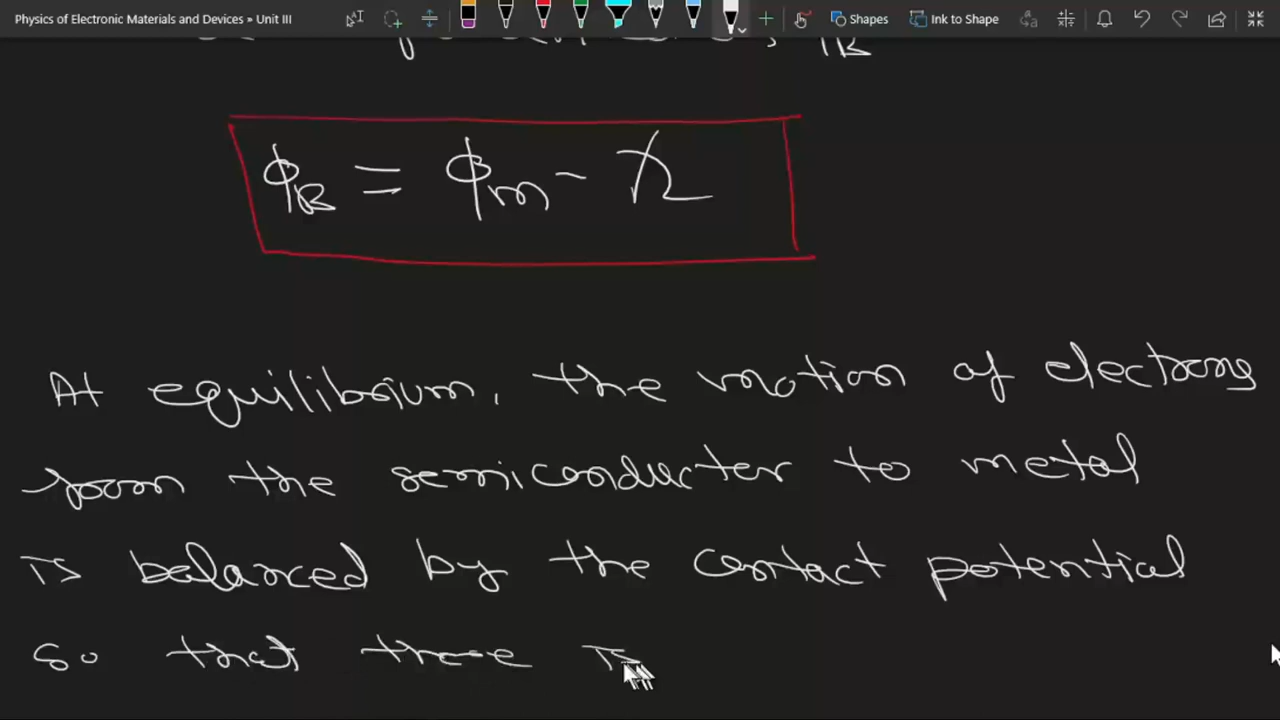 Physics of Electronic Materials and Devices » Unit III
Shapes
Ink to Shape
ΦB = Φm - χ
At equilibrium, the motion of electrons
from the semiconductor to metal
is balanced by the contact potential
so that there is